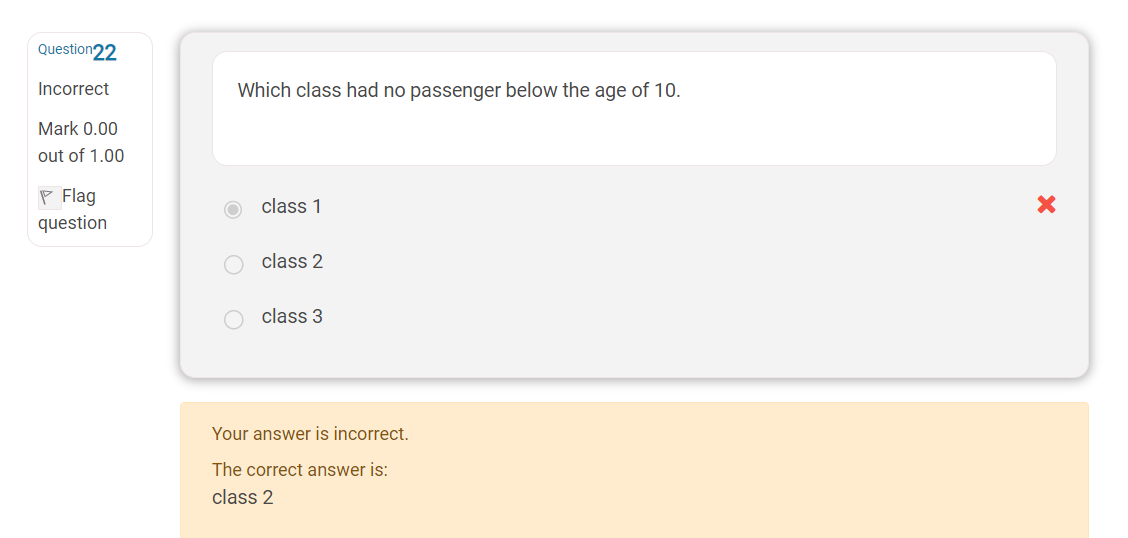 Question22
Incorrect
Mark 0.00
out of 1.00
Flag
question
Which class had no passenger below the age of 10.
class 1
class 2
class 3
Your answer is incorrect.
The correct answer is:
class 2